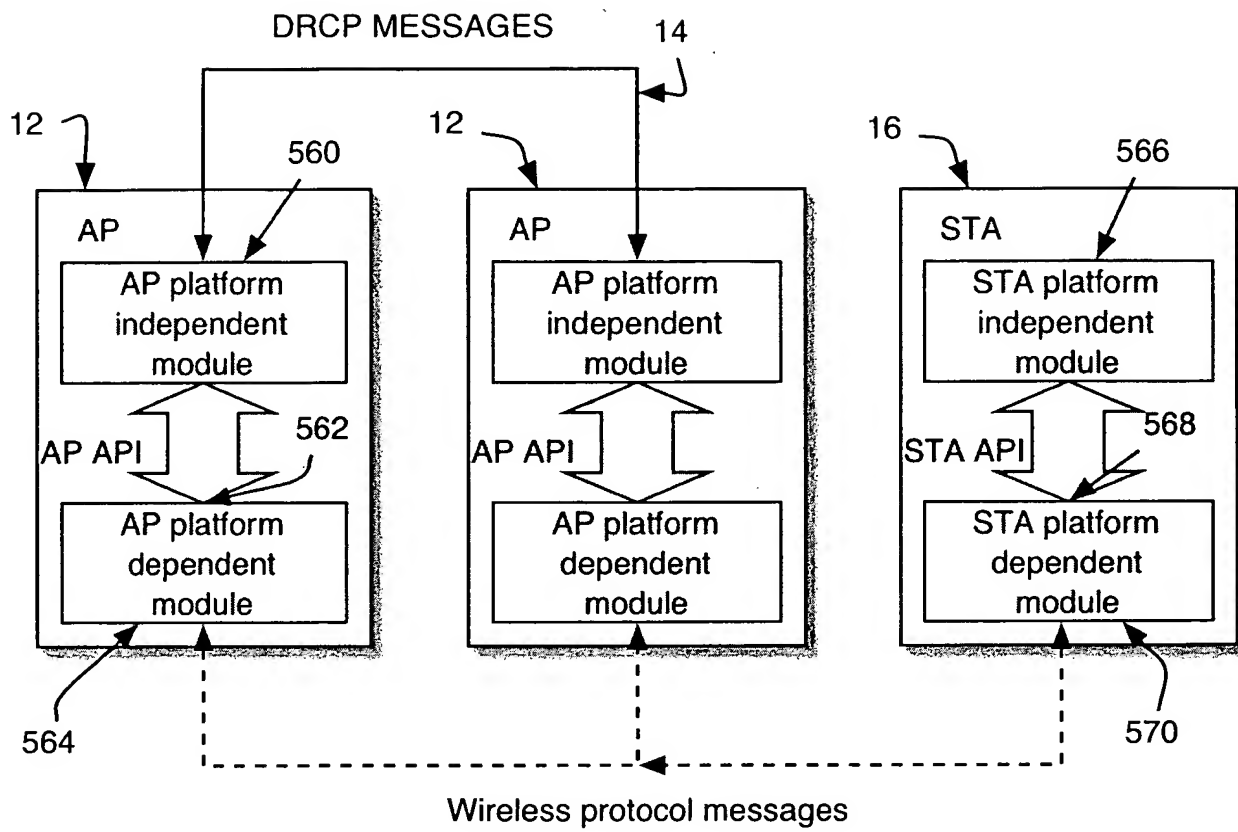 DRCP MESSAGES
14
12
12
16
560
566
AP
AP
STA
AP platform
independent
module
AP platform
independent
module
STA platform
independent
module
562
568
AP API
AP API
STA API
AP platform
dependent
module
AP platform
dependent
module
STA platform
dependent
module
564
570
Wireless protocol messages